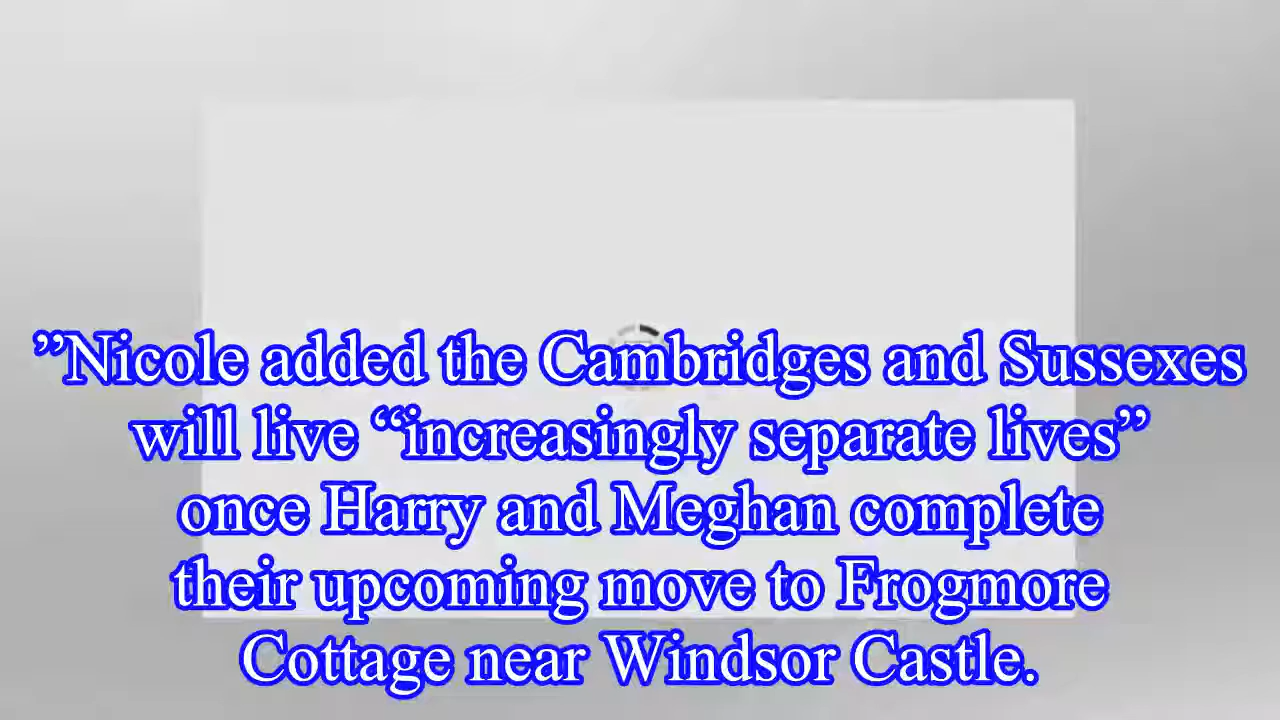 ”Nicole added the Cambridges and Sussexes
will live “increasingly separate lives”
once Harry and Meghan complete
their upcoming move to Frogmore
Cottage near Windsor Castle.